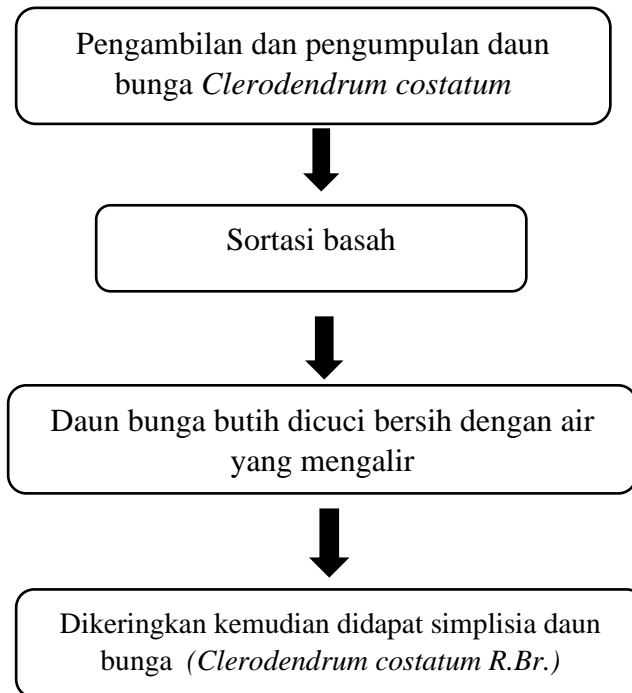 Pengambilan dan pengumpulan daun
bunga Clerodendrum costatum
Sortasi basah
Daun bunga butih dicuci bersih dengan air
yang mengalir
Dikeringkan kemudian didapat simplisia daun
bunga (Clerodendrum costatum R.Br.)